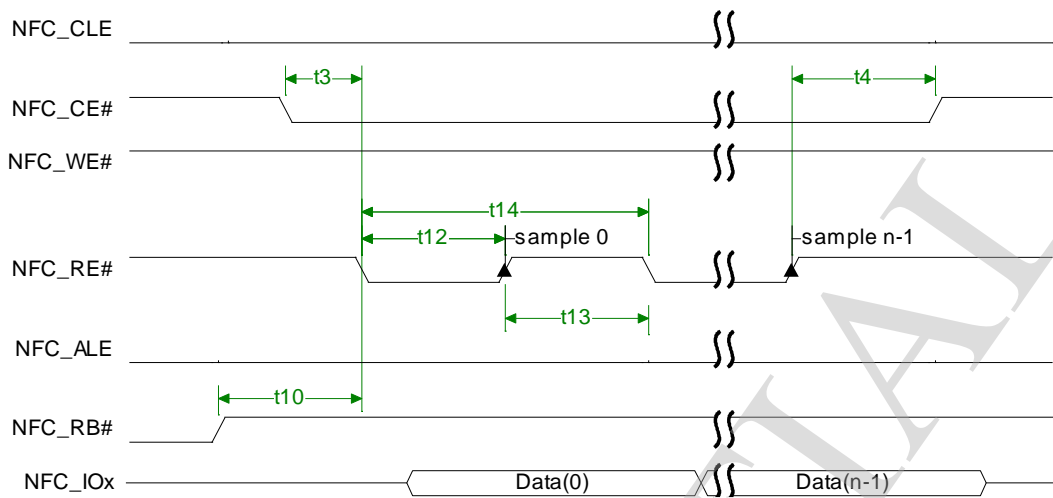 NFC_CLE
t3
t4
NFC_CE#
NFC_WE#
t14
t12
sample 0
sample n-1
NFC_RE#
t13
NFC_ALE
t10
NFC_RB#
NFC_IOx
Data(0)
Data(n-1)
TIAL